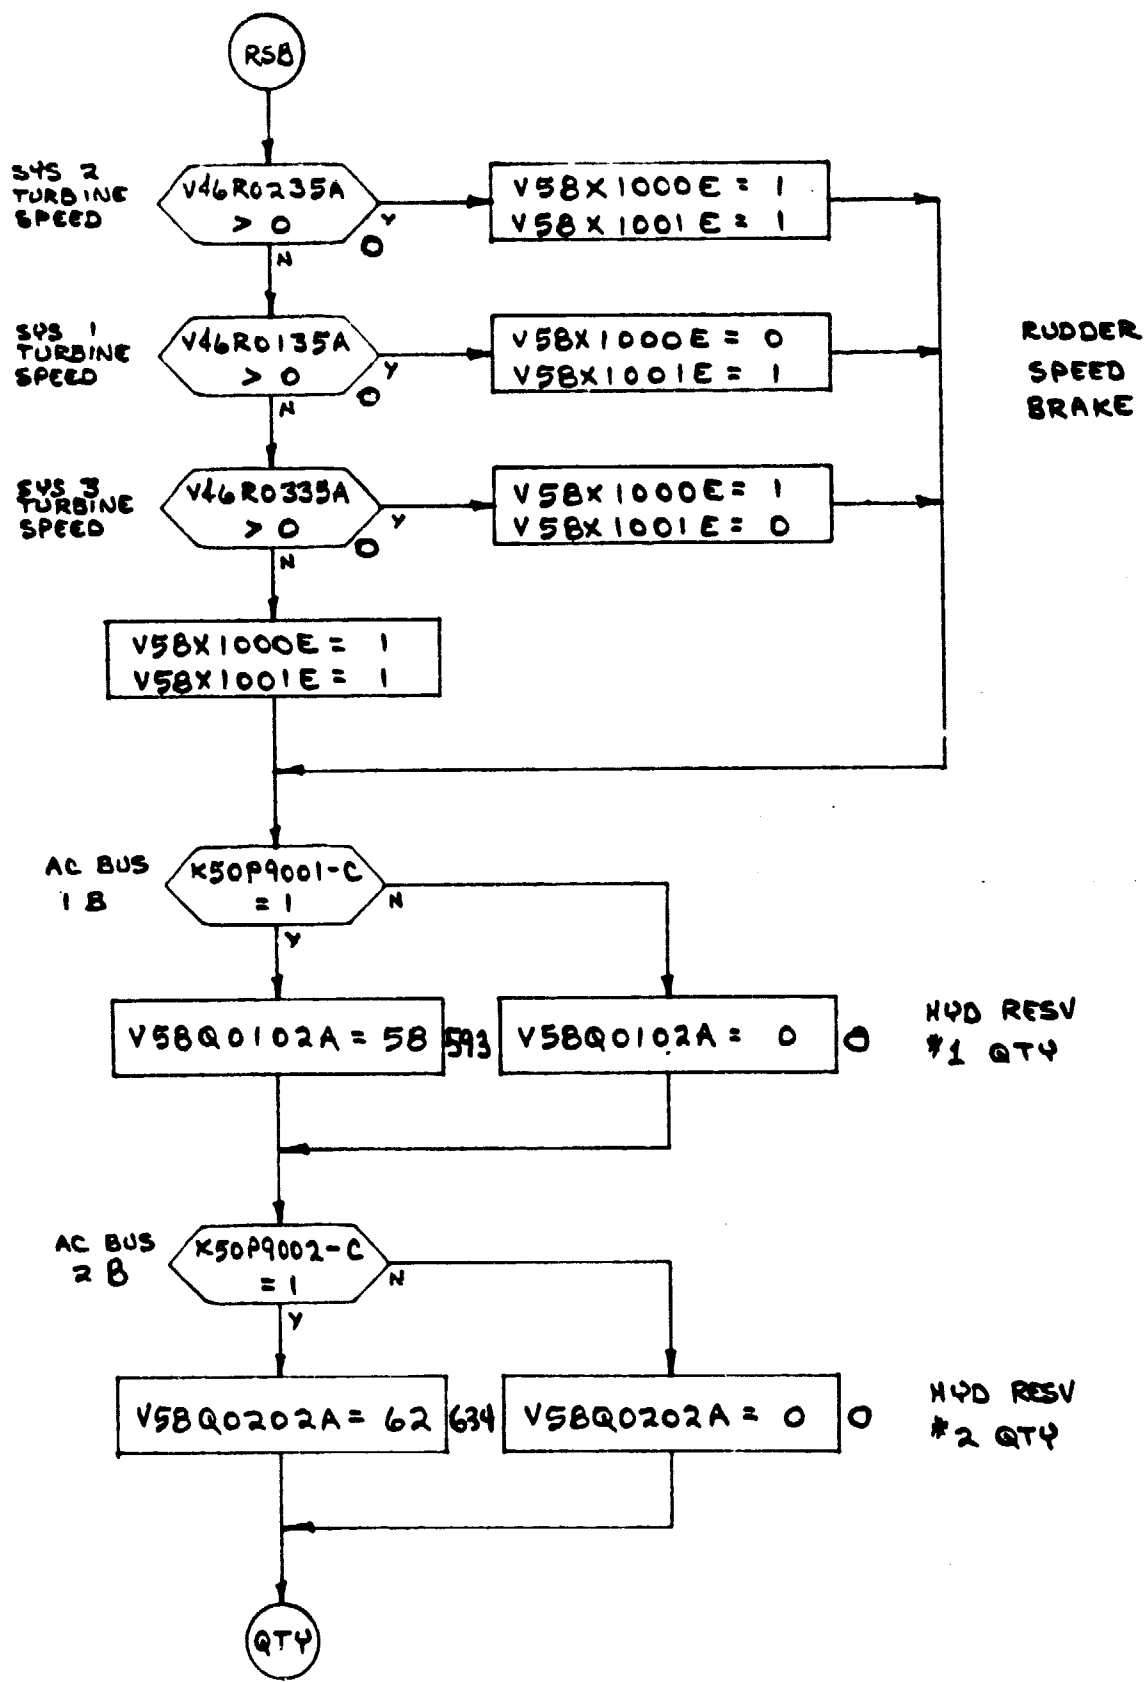 RSB
SYS 2
TURBINE
SPEED
V46R0235A
> 0
Y
0
N
V58X1000E = 1
V58X1001E = 1
SYS 1
TURBINE
SPEED
V46R0135A
> 0
Y
0
N
V58X1000E = 0
V58X1001E = 1
RUDDER
SPEED
BRAKE
SYS 3
TURBINE
SPEED
V46R0335A
> 0
Y
0
N
V58X1000E = 1
V58X1001E = 0
V58X1000E = 1
V58X1001E = 1
AC BUS
1 B
K50P9001-C
= 1
N
Y
V58Q0102A = 58
593
V58Q0102A = 0
0
HYD RESV
#1 QTY
AC BUS
2 B
K50P9002-C
= 1
N
Y
V58Q0202A = 62
634
V58Q0202A = 0
0
HYD RESV
#2 QTY
QTY